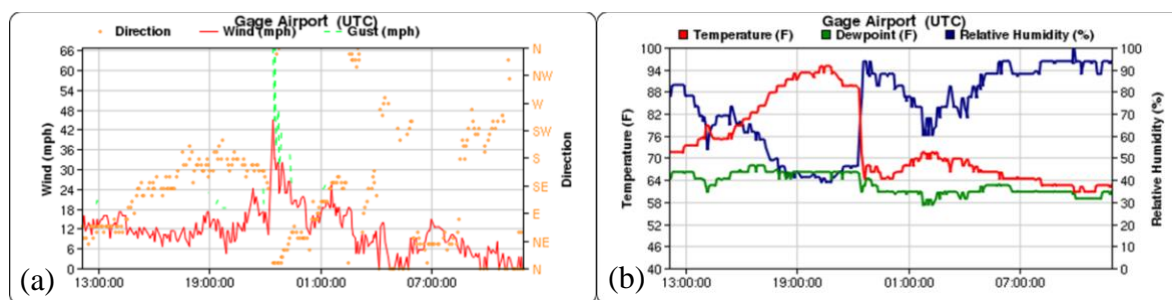 Gage Airport (UTC)
Direction Wind (mph) Gust (mph)
66
60
54
48
42
36
30
24
18
12
6
0
Wind (mph)
N
NW
W
SW
S
SE
E
NE
N
Direction
13:00:00 19:00:00 01:00:00 07:00:00
(a)
Gage Airport (UTC)
Temperature (F) Dewpoint (F) Relative Humidity (%)
100
94
88
82
76
70
64
58
52
46
40
Temperature (F)
100
90
80
70
60
50
40
30
20
10
0
Relative Humidity (%)
13:00:00 19:00:00 01:00:00 07:00:00
(b)